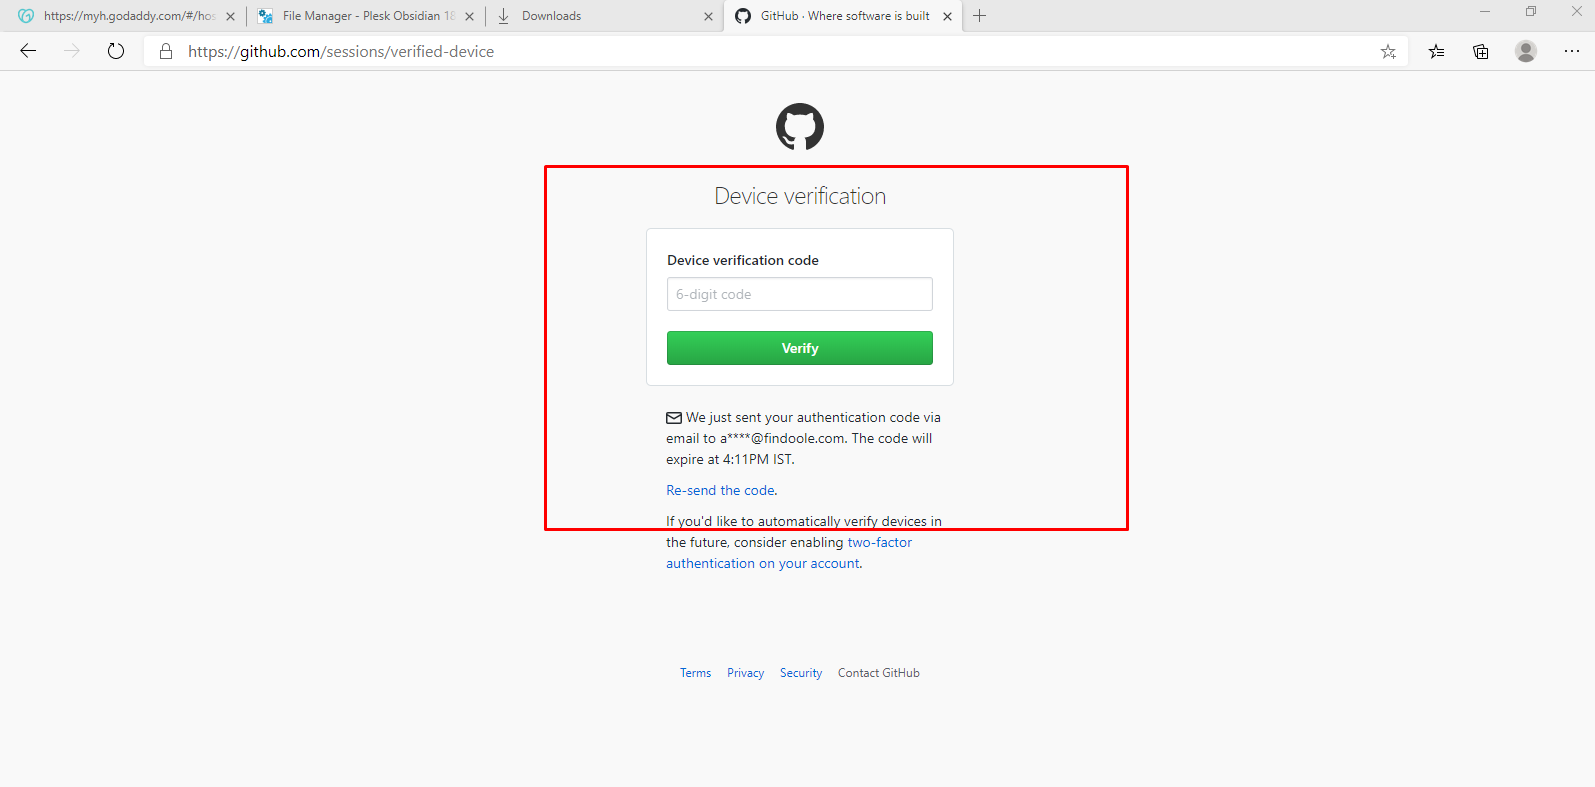 https://myh.godaddy.com/#/hos
File Manager - Plesk Obsidian 18
Downloads
GitHub · Where software is built
https://github.com/sessions/verified-device
Device verification
Device verification code
6-digit code
Verify
We just sent your authentication code via
email to a****@findoole.com. The code will
expire at 4:11PM IST.
Re-send the code.
If you'd like to automatically verify devices in
the future, consider enabling two-factor
authentication on your account.
Terms Privacy Security Contact GitHub